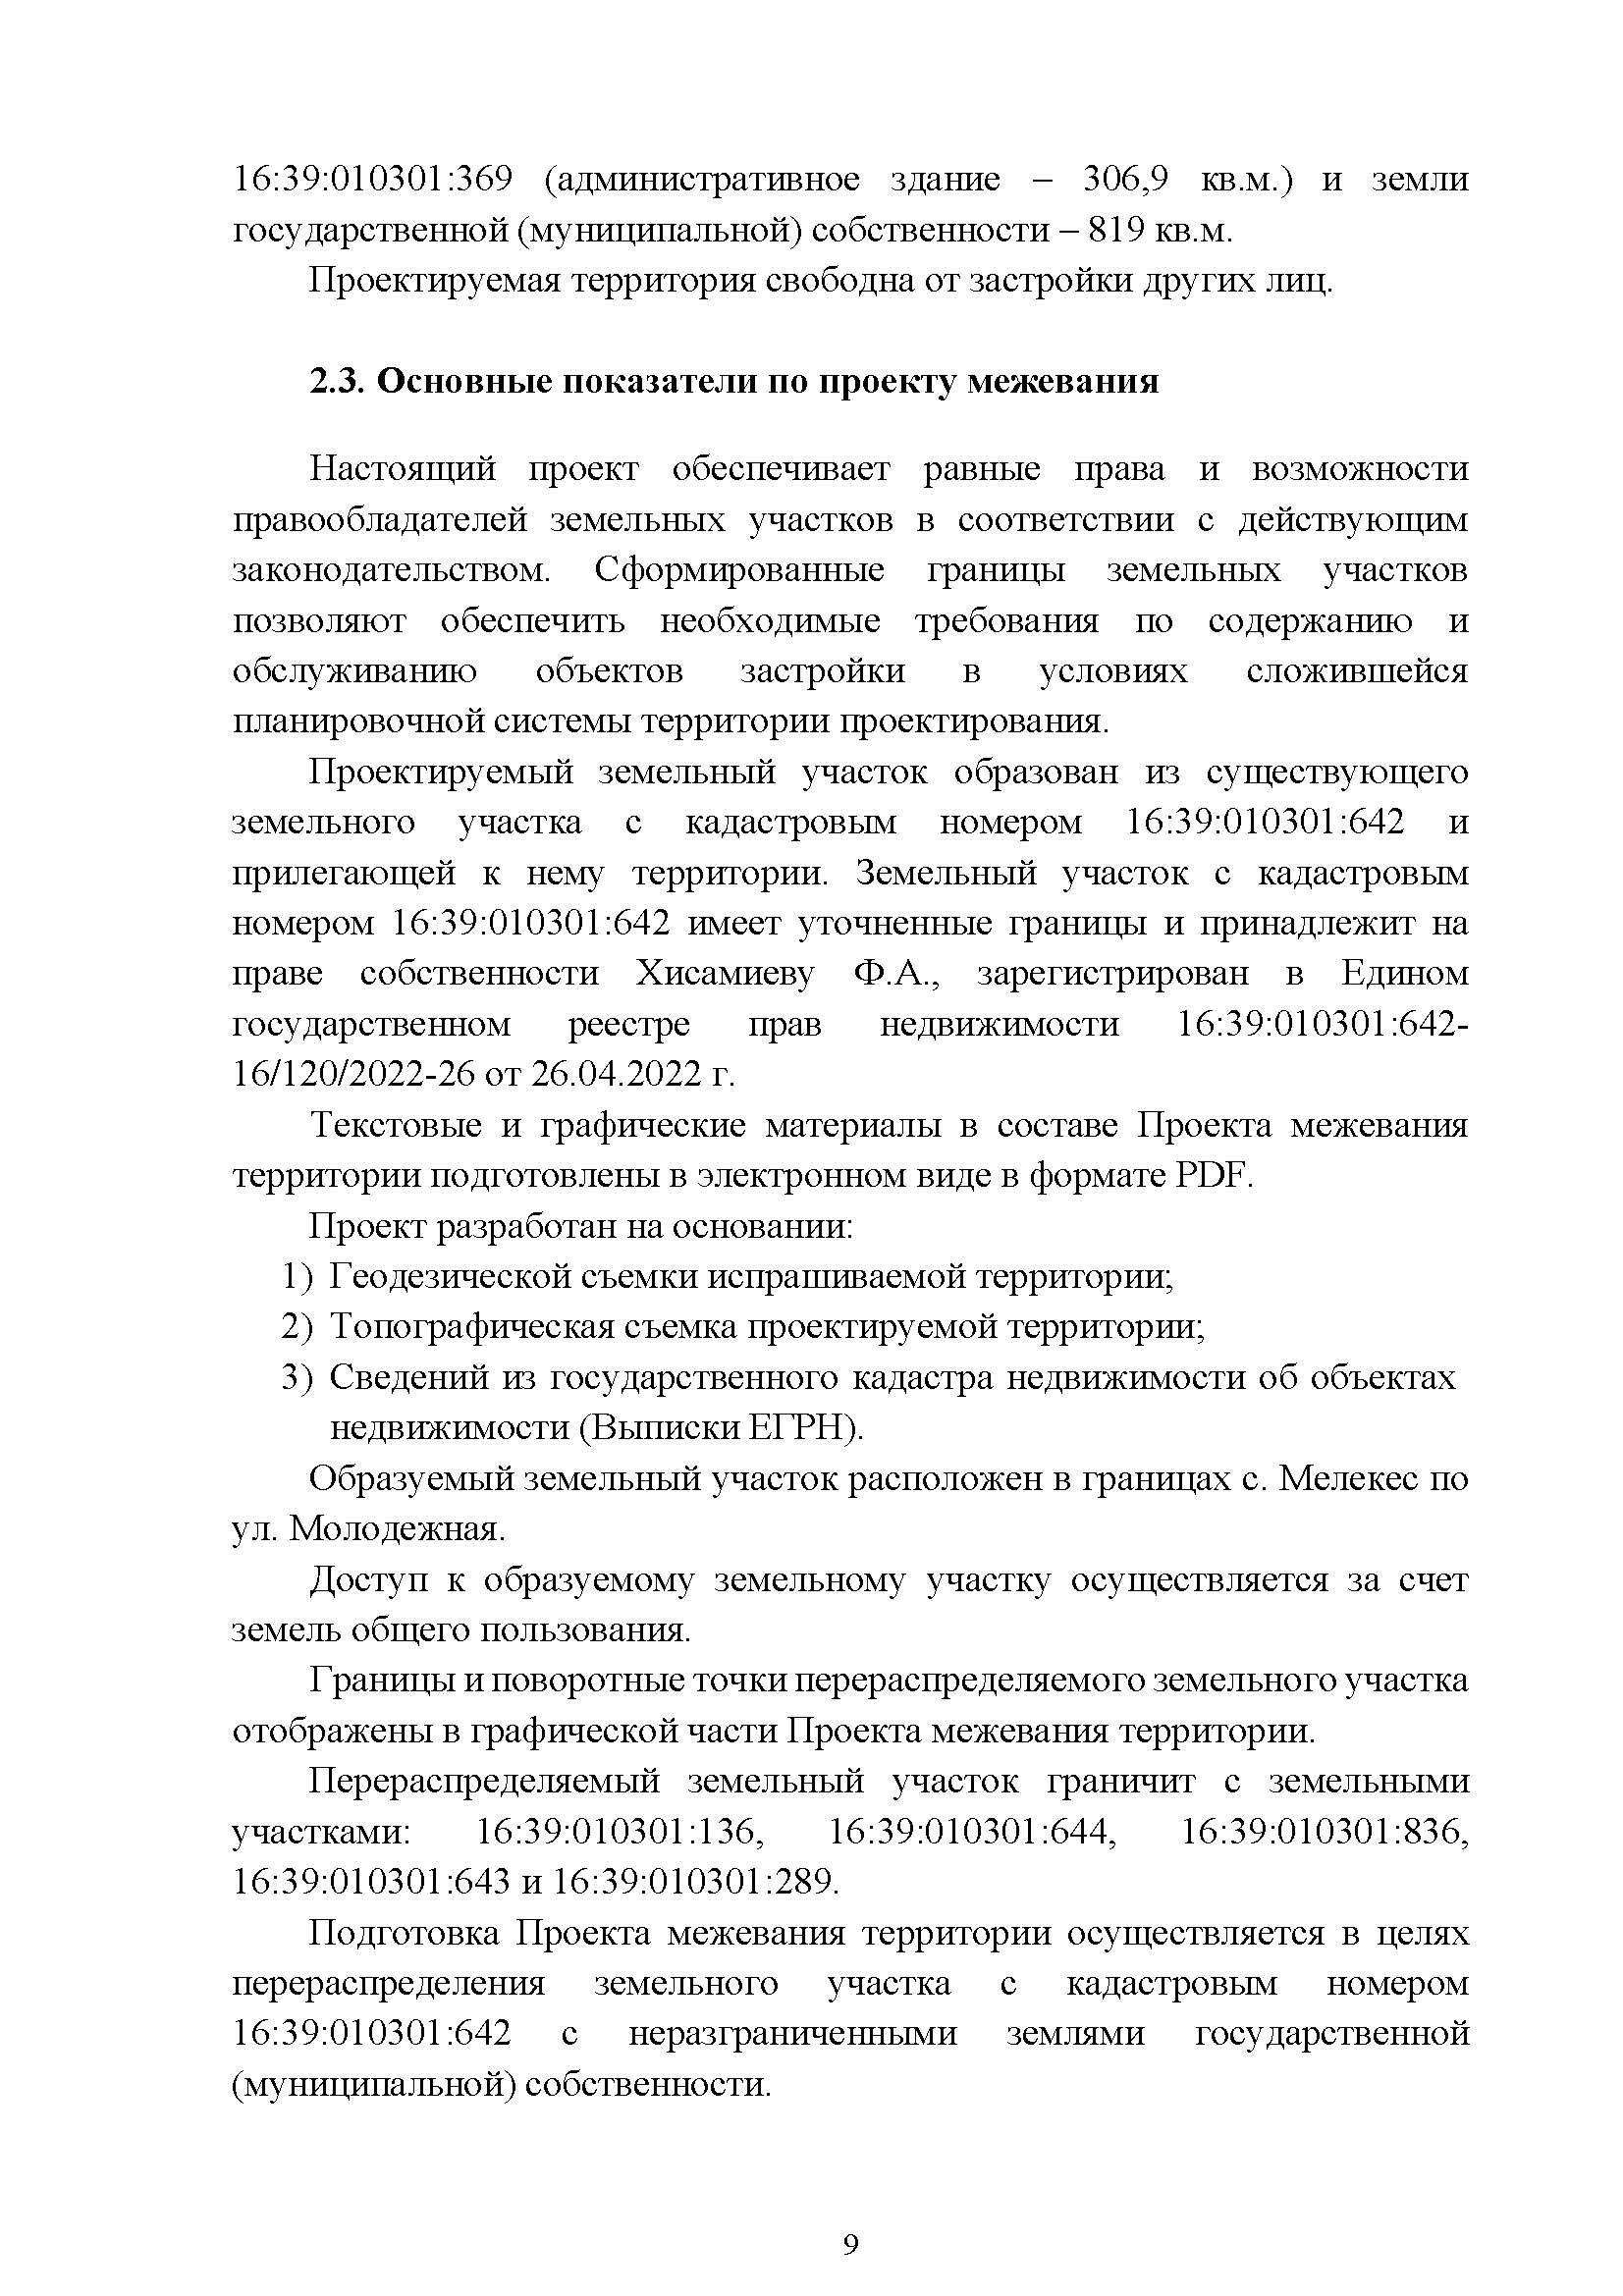 16:39:010301:369 (административное здание – 306,9 кв.м.) и земли
государственной (муниципальной) собственности – 819 кв.м.
Проектируемая территория свободна от застройки других лиц.
2.3. Основные показатели по проекту межевания
Настоящий проект обеспечивает равные права и возможности
правообладателей земельных участков в соответствии с действующим
законодательством. Сформированные границы земельных участков
позволяют обеспечить необходимые требования по содержанию и
обслуживанию объектов застройки в условиях сложившейся
планировочной системы территории проектирования.
Проектируемый земельный участок образован из существующего
земельного участка с кадастровым номером 16:39:010301:642 и
прилегающей к нему территории. Земельный участок с кадастровым
номером 16:39:010301:642 имеет уточненные границы и принадлежит на
праве собственности Хисамиеву Ф.А., зарегистрирован в Едином
государственном реестре прав недвижимости 16:39:010301:642-
16/120/2022-26 от 26.04.2022 г.
Текстовые и графические материалы в составе Проекта межевания
территории подготовлены в электронном виде в формате PDF.
Проект разработан на основании:
1) Геодезической съемки испрашиваемой территории;
2) Топографическая съемка проектируемой территории;
3) Сведений из государственного кадастра недвижимости об объектах
недвижимости (Выписки ЕГРН).
Образуемый земельный участок расположен в границах с. Мелекес по
ул. Молодежная.
Доступ к образуемому земельному участку осуществляется за счет
земель общего пользования.
Границы и поворотные точки перераспределяемого земельного участка
отображены в графической части Проекта межевания территории.
Перераспределяемый земельный участок граничит с земельными
участками: 16:39:010301:136, 16:39:010301:644, 16:39:010301:836,
16:39:010301:643 и 16:39:010301:289.
Подготовка Проекта межевания территории осуществляется в целях
перераспределения земельного участка с кадастровым номером
16:39:010301:642 с неразграниченными землями государственной
(муниципальной) собственности.
9